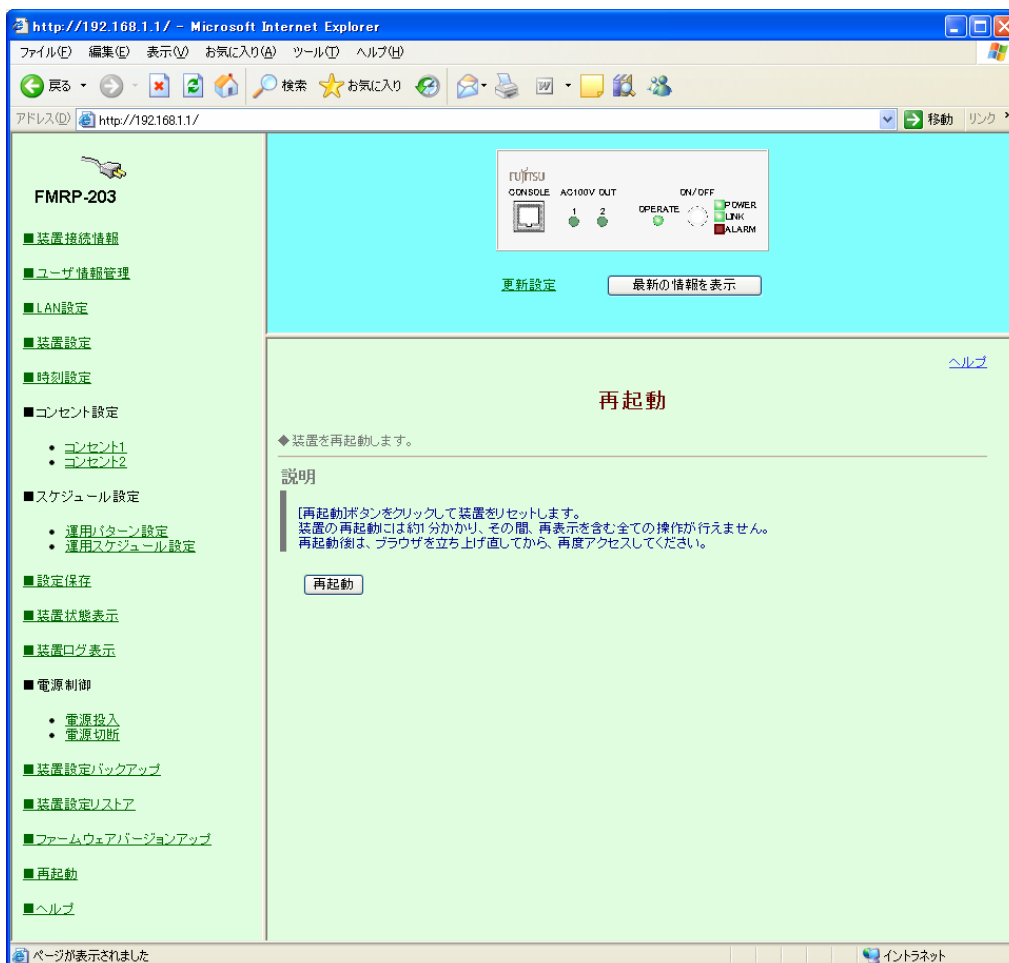 http://192.168.1.1/ - Microsoft Internet Explorer
ファイル(F) 編集(E) 表示(V) お気に入り(A) ツール(T) ヘルプ(H)
戻る 検索 お気に入り
アドレス(D) http://192.168.1.1/ 移動 リンク
FMRP-203
■装置接続情報
■ユーザ情報管理
■LAN設定
■装置設定
■時刻設定
■コンセント設定
• コンセント1
• コンセント2
■スケジュール設定
• 運用パターン設定
• 運用スケジュール設定
■設定保存
■装置状態表示
■装置ログ表示
■電源制御
• 電源投入
• 電源切断
■装置設定バックアップ
■装置設定リストア
■ファームウェアバージョンアップ
■再起動
■ヘルプ
FUJITSU
CONSOLE AC100V OUT ON/OFF
1 2 OPERATE POWER
LINK
ALARM
更新設定 最新の情報を表示
ヘルプ
再起動
◆装置を再起動します。
説明
[再起動]ボタンをクリックして装置をリセットします。
装置の再起動には約1分かかり、その間、再表示を含む全ての操作が行えません。
再起動後は、ブラウザを立ち上げ直してから、再度アクセスしてください。
再起動
ページが表示されました イントラネット